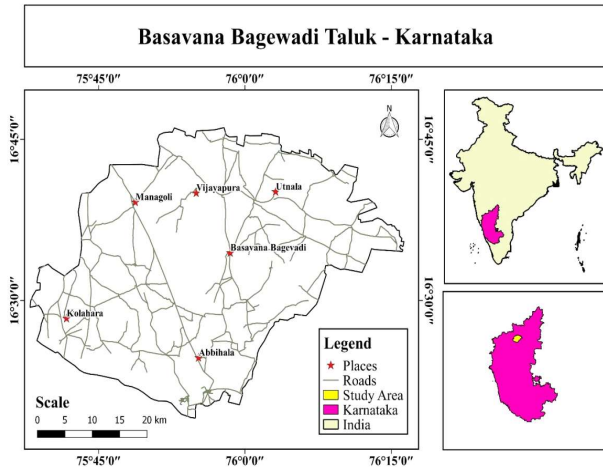 Basavana Bagewadi Taluk - Karnataka
75°45'0" 76°0'0" 76°15'0"
16°45'0" 16°45'0"
N
Vijayapura Utnala
Managoli
Basavana Bagevadi
16°30'0" 16°30'0"
Kolahara
Abbihala
Legend
Places
Roads
Study Area
Karnataka
India
Scale
0 5 10 15 20 km
75°45'0" 76°0'0" 76°15'0"